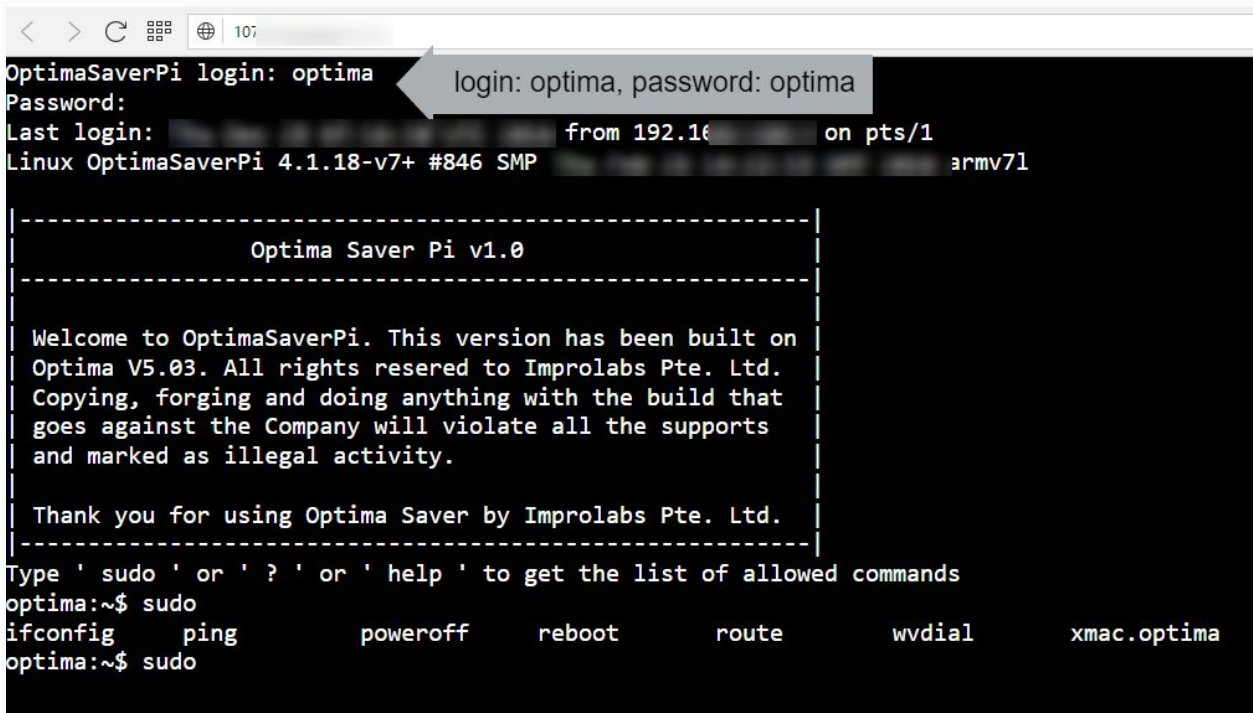 107
OptimaSaverPi login: optima
login: optima, password: optima
Password:
Last login: from 192.16 on pts/1
Linux OptimaSaverPi 4.1.18-v7+ #846 SMP armv7l
|----------------------------------------------------------|
| Optima Saver Pi v1.0 |
|----------------------------------------------------------|
| Welcome to OptimaSaverPi. This version has been built on |
| Optima V5.03. All rights resered to Improlabs Pte. Ltd. |
| Copying, forging and doing anything with the build that |
| goes against the Company will violate all the supports |
| and marked as illegal activity. |
| Thank you for using Optima Saver by Improlabs Pte. Ltd. |
|----------------------------------------------------------|
Type ' sudo ' or ' ? ' or ' help ' to get the list of allowed commands
optima:~$ sudo
ifconfig ping poweroff reboot route wvdial xmac.optima
optima:~$ sudo